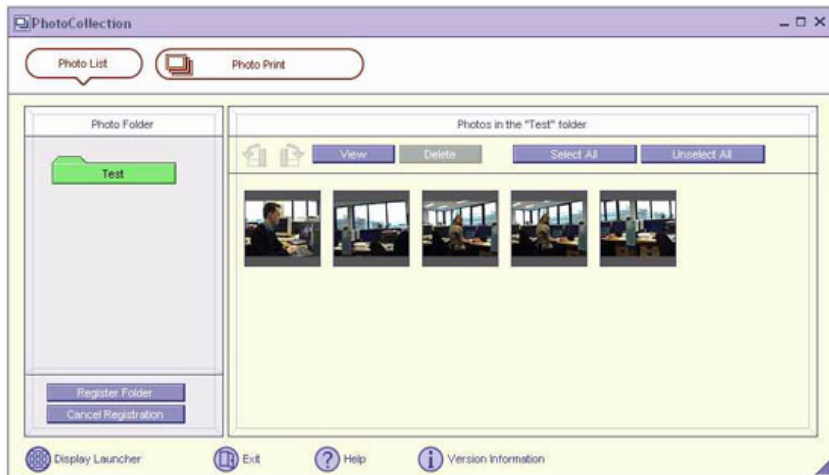 PhotoCollection
Photo List
Photo Print
Photo Folder
Photos in the "Test" folder
View
Delete
Select All
Unselect All
Test
Register Folder
Cancel Registration
Display Launcher
Exit
Help
Version Information